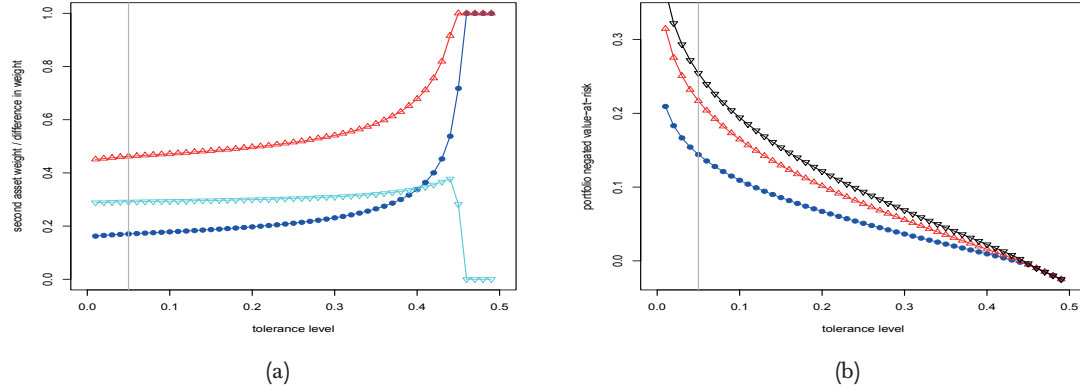 second asset weight / difference in weight
1.0
0.8
0.6
0.4
0.2
0.0
0.0 0.1 0.2 0.3 0.4 0.5
tolerance level
(a)
portfolio negated value−at−risk
0.3
0.2
0.1
0.0
0.0 0.1 0.2 0.3 0.4 0.5
tolerance level
(b)